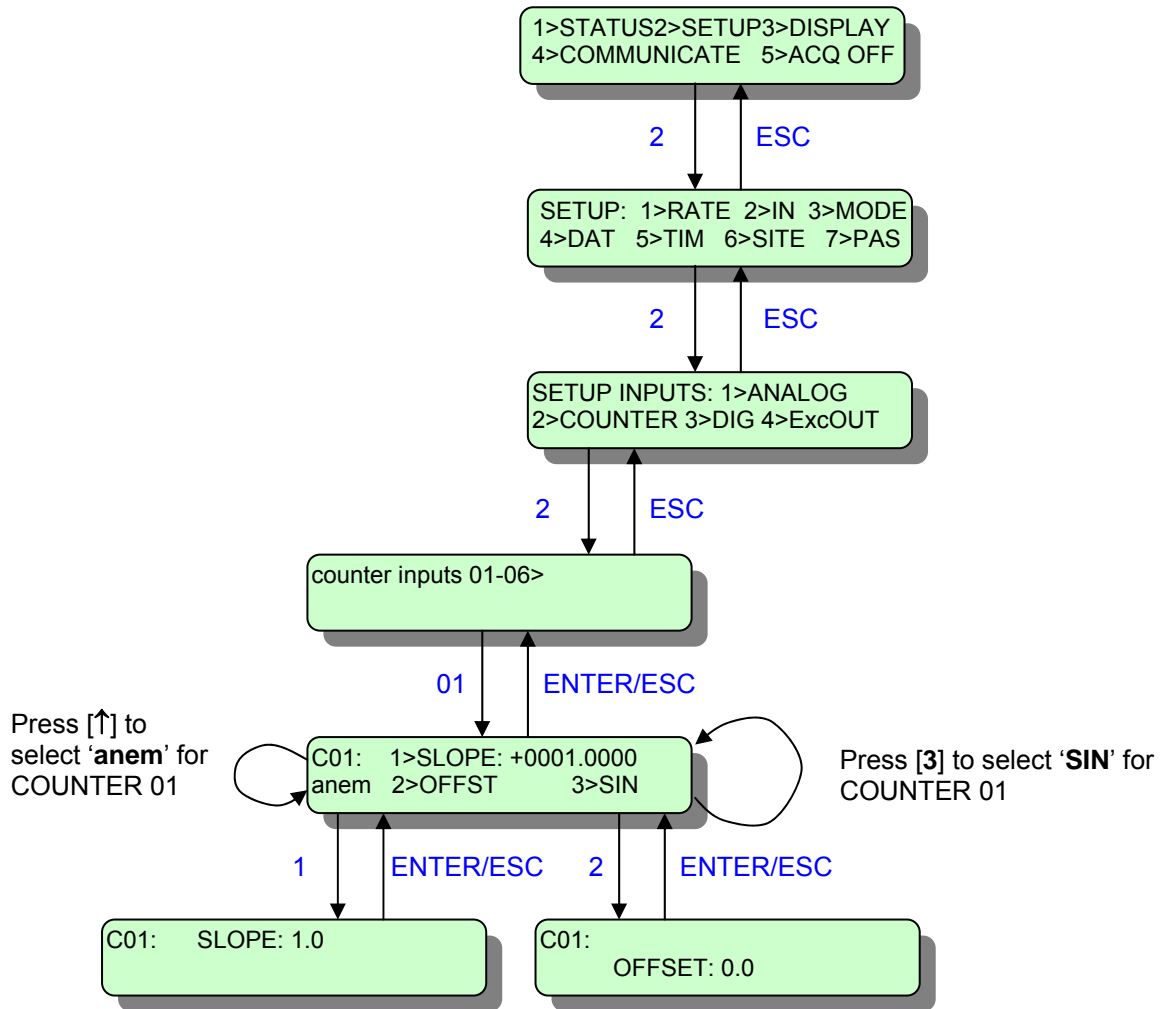 1>STATUS2>SETUP3>DISPLAY
4>COMMUNICATE 5>ACQ OFF
2 ESC
SETUP: 1>RATE 2>IN 3>MODE
4>DAT 5>TIM 6>SITE 7>PAS
2 ESC
SETUP INPUTS: 1>ANALOG
2>COUNTER 3>DIG 4>ExcOUT
2 ESC
counter inputs 01-06>
01 ENTER/ESC
Press [↑] to
select ‘anem’ for
COUNTER 01
C01: 1>SLOPE: +0001.0000
anem 2>OFFST 3>SIN
Press [3] to select ‘SIN’ for
COUNTER 01
1 ENTER/ESC 2 ENTER/ESC
C01: SLOPE: 1.0
C01:
OFFSET: 0.0